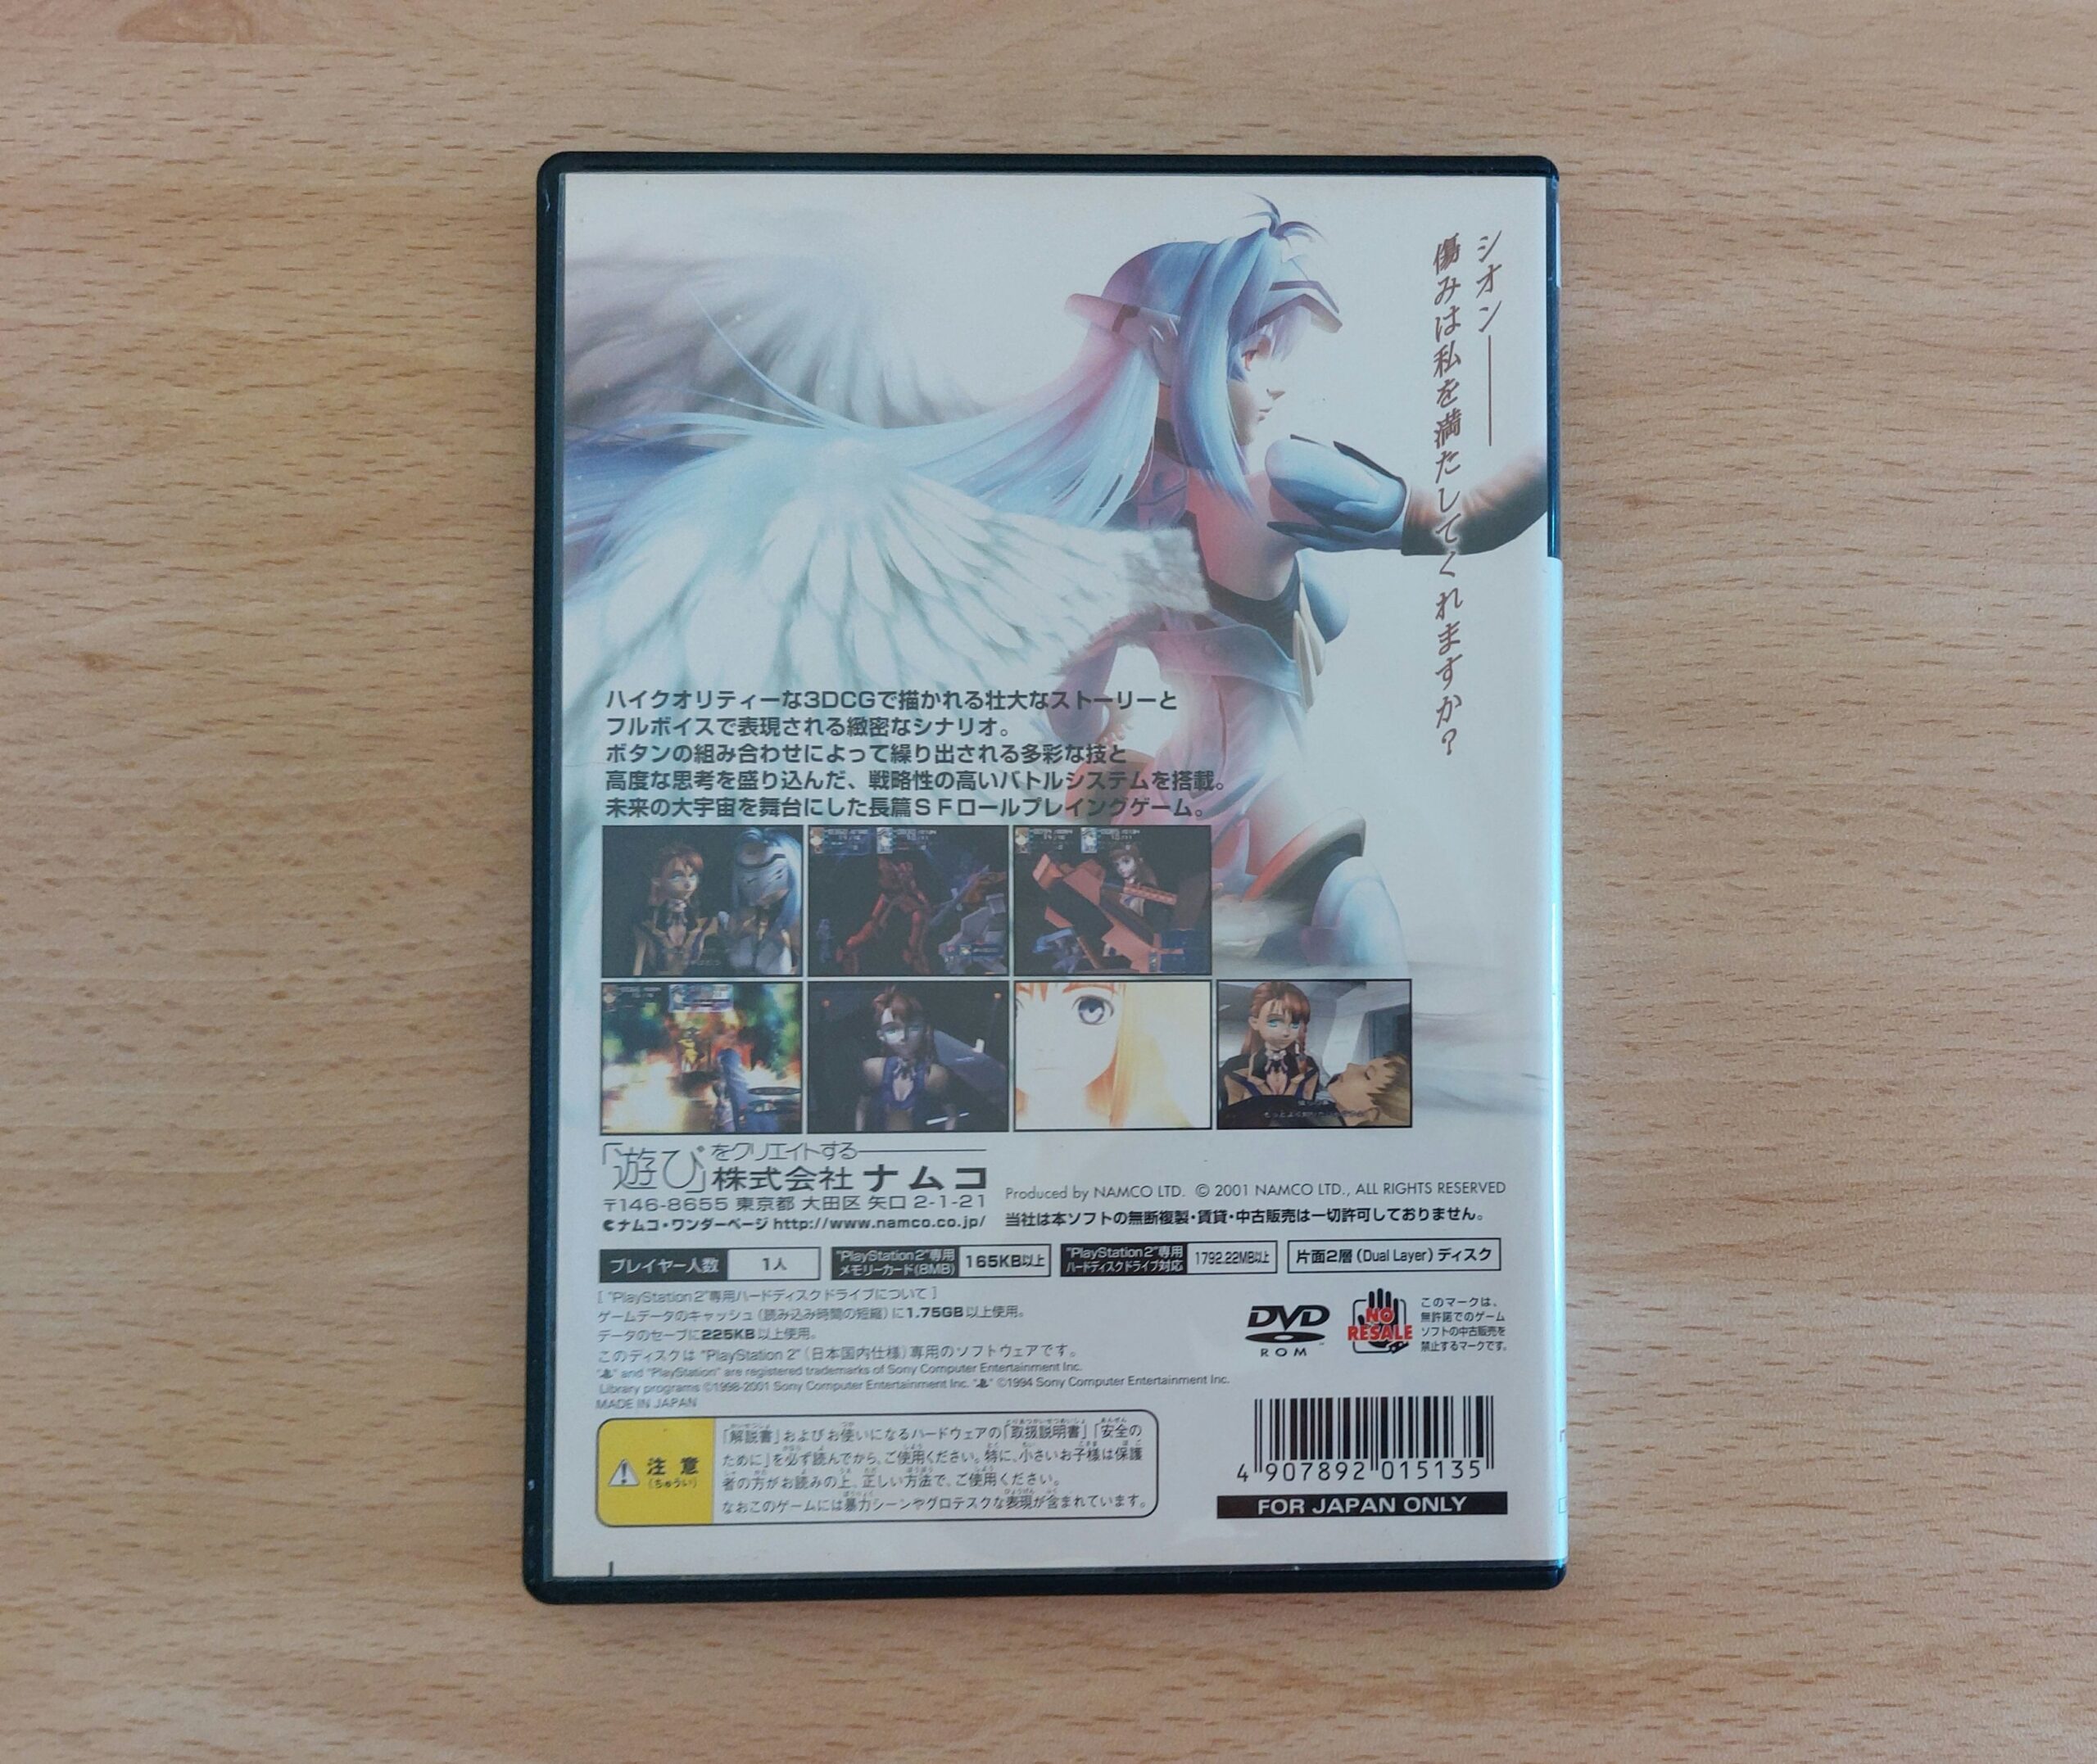 シオン――
傷みは私を満たしてくれますか?
ハイクオリティーな3DCGで描かれる壮大なストーリーと
フルボイスで表現される緻密なシナリオ。
ボタンの組み合わせによって繰り出される多彩な技と
高度な思考を盛り込んだ、戦略性の高いバトルシステムを搭載。
未来の大宇宙を舞台にした長篇SFロールプレイングゲーム。
「遊び」をクリエイトする――
株式会社ナムコ
〒146-8655 東京都 大田区 矢口 2-1-21
ナムコ・ワンダーページ http://www.namco.co.jp/
Produced by NAMCO LTD. © 2001 NAMCO LTD., ALL RIGHTS RESERVED
当社は本ソフトの無断複製・賃貸・中古販売は一切許可しておりません。
プレイヤー人数 1人
"PlayStation 2"専用
メモリーカード(8MB) 165KB以上
"PlayStation 2"専用
ハードディスクドライブ対応 1792.22MB以上
片面2層(Dual Layer)ディスク
[ "PlayStation 2"専用ハードディスクドライブについて ]
ゲームデータのキャッシュ(読み込み時間の短縮)に1.75GB以上使用。
データのセーブに225KB以上使用。
このディスクは "PlayStation 2"(日本国内仕様)専用のソフトウェアです。
" " and "PlayStation" are registered trademarks of Sony Computer Entertainment Inc.
Library programs ©1998-2001 Sony Computer Entertainment Inc. " " ©1994 Sony Computer Entertainment Inc.
MADE IN JAPAN
DVD
ROM
NO
RESALE
このマークは、
無許諾でのゲーム
ソフトの中古販売を
禁止するマークです。
注意
(ちゅうい)
「解説書」およびお使いになるハードウェアの「取扱説明書」「安全の
ために」を必ず読んでから、ご使用ください。特に、小さいお子様は保護
者の方がお読みの上、正しい方法で、ご使用ください。
なおこのゲームには暴力シーンやグロテスクな表現が含まれています。
4 907892 015135
FOR JAPAN ONLY